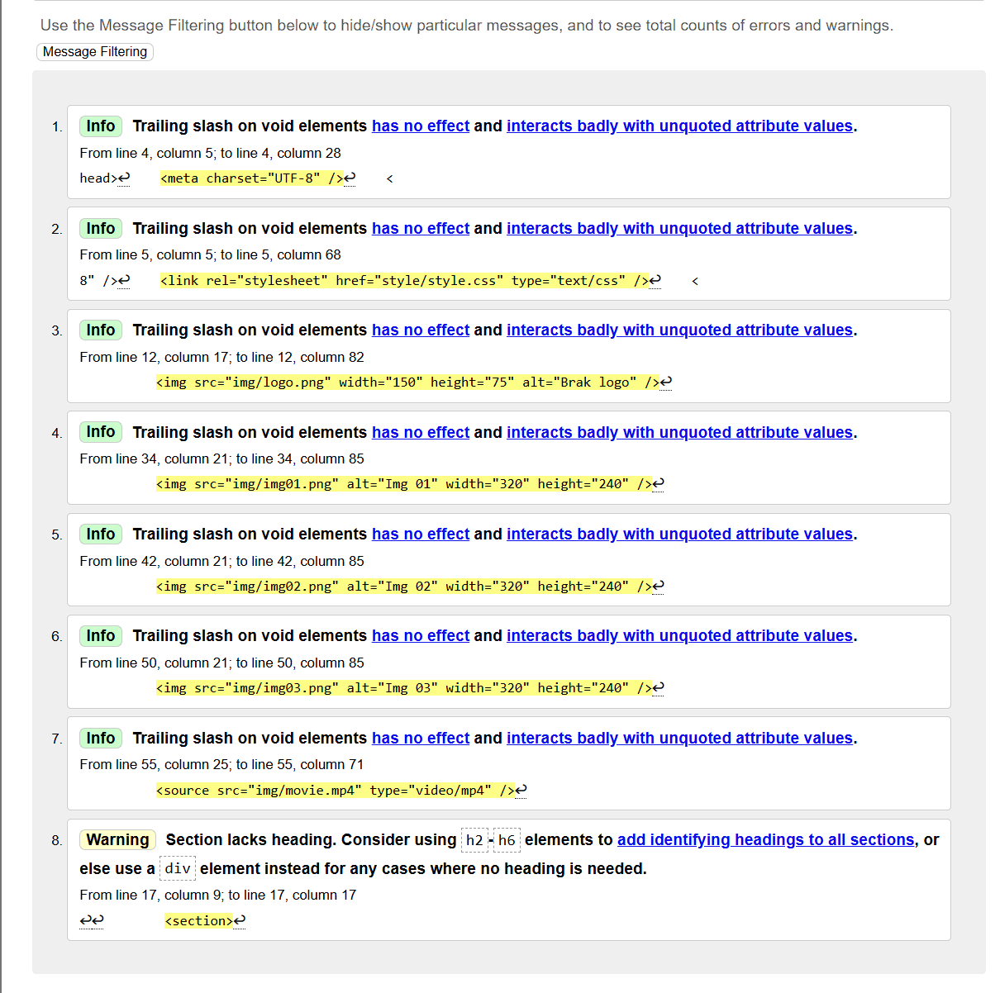 Use the Message Filtering button below to hide/show particular messages, and to see total counts of errors and warnings.
Message Filtering
1. Info Trailing slash on void elements has no effect and interacts badly with unquoted attribute values.
From line 4, column 5; to line 4, column 28
head>↩    <meta charset="UTF-8" />↩    <
2. Info Trailing slash on void elements has no effect and interacts badly with unquoted attribute values.
From line 5, column 5; to line 5, column 68
8" />↩    <link rel="stylesheet" href="style/style.css" type="text/css" />↩    <
3. Info Trailing slash on void elements has no effect and interacts badly with unquoted attribute values.
From line 12, column 17; to line 12, column 82
<img src="img/logo.png" width="150" height="75" alt="Brak logo" />↩
4. Info Trailing slash on void elements has no effect and interacts badly with unquoted attribute values.
From line 34, column 21; to line 34, column 85
<img src="img/img01.png" alt="Img 01" width="320" height="240" />↩
5. Info Trailing slash on void elements has no effect and interacts badly with unquoted attribute values.
From line 42, column 21; to line 42, column 85
<img src="img/img02.png" alt="Img 02" width="320" height="240" />↩
6. Info Trailing slash on void elements has no effect and interacts badly with unquoted attribute values.
From line 50, column 21; to line 50, column 85
<img src="img/img03.png" alt="Img 03" width="320" height="240" />↩
7. Info Trailing slash on void elements has no effect and interacts badly with unquoted attribute values.
From line 55, column 25; to line 55, column 71
<source src="img/movie.mp4" type="video/mp4" />↩
8. Warning Section lacks heading. Consider using h2-h6 elements to add identifying headings to all sections, or
else use a div element instead for any cases where no heading is needed.
From line 17, column 9; to line 17, column 17
↩↩        <section>↩